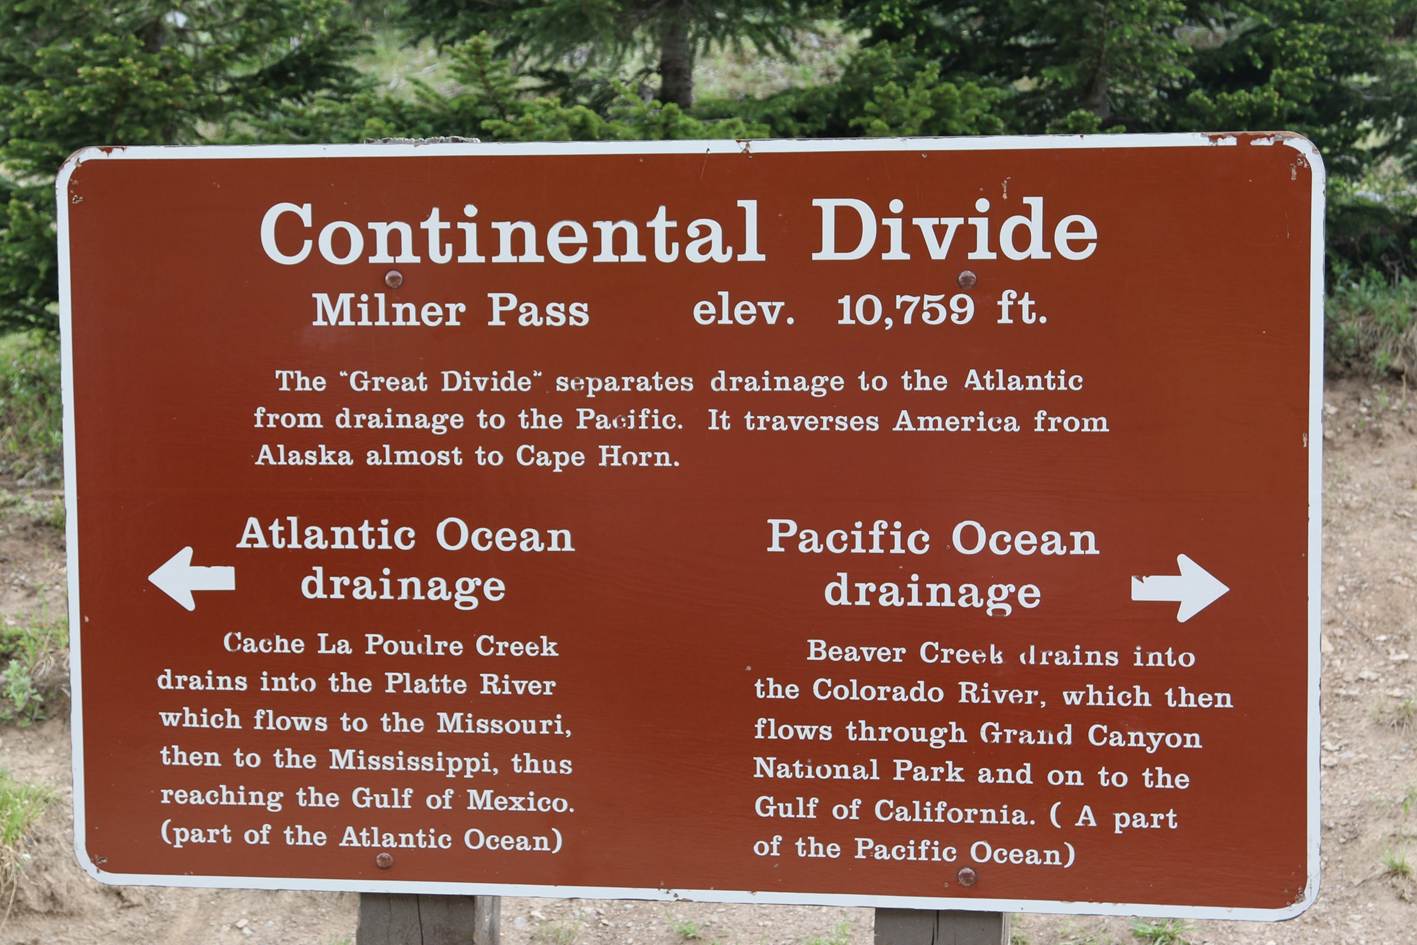 Continental Divide
Milner Pass elev. 10,759 ft.
The "Great Divide" separates drainage to the Atlantic
from drainage to the Pacific. It traverses America from
Alaska almost to Cape Horn.
Atlantic Ocean
drainage
Cache La Poudre Creek
drains into the Platte River
which flows to the Missouri,
then to the Mississippi, thus
reaching the Gulf of Mexico.
(part of the Atlantic Ocean)
Pacific Ocean
drainage
Beaver Creek drains into
the Colorado River, which then
flows through Grand Canyon
National Park and on to the
Gulf of California. ( A part
of the Pacific Ocean)